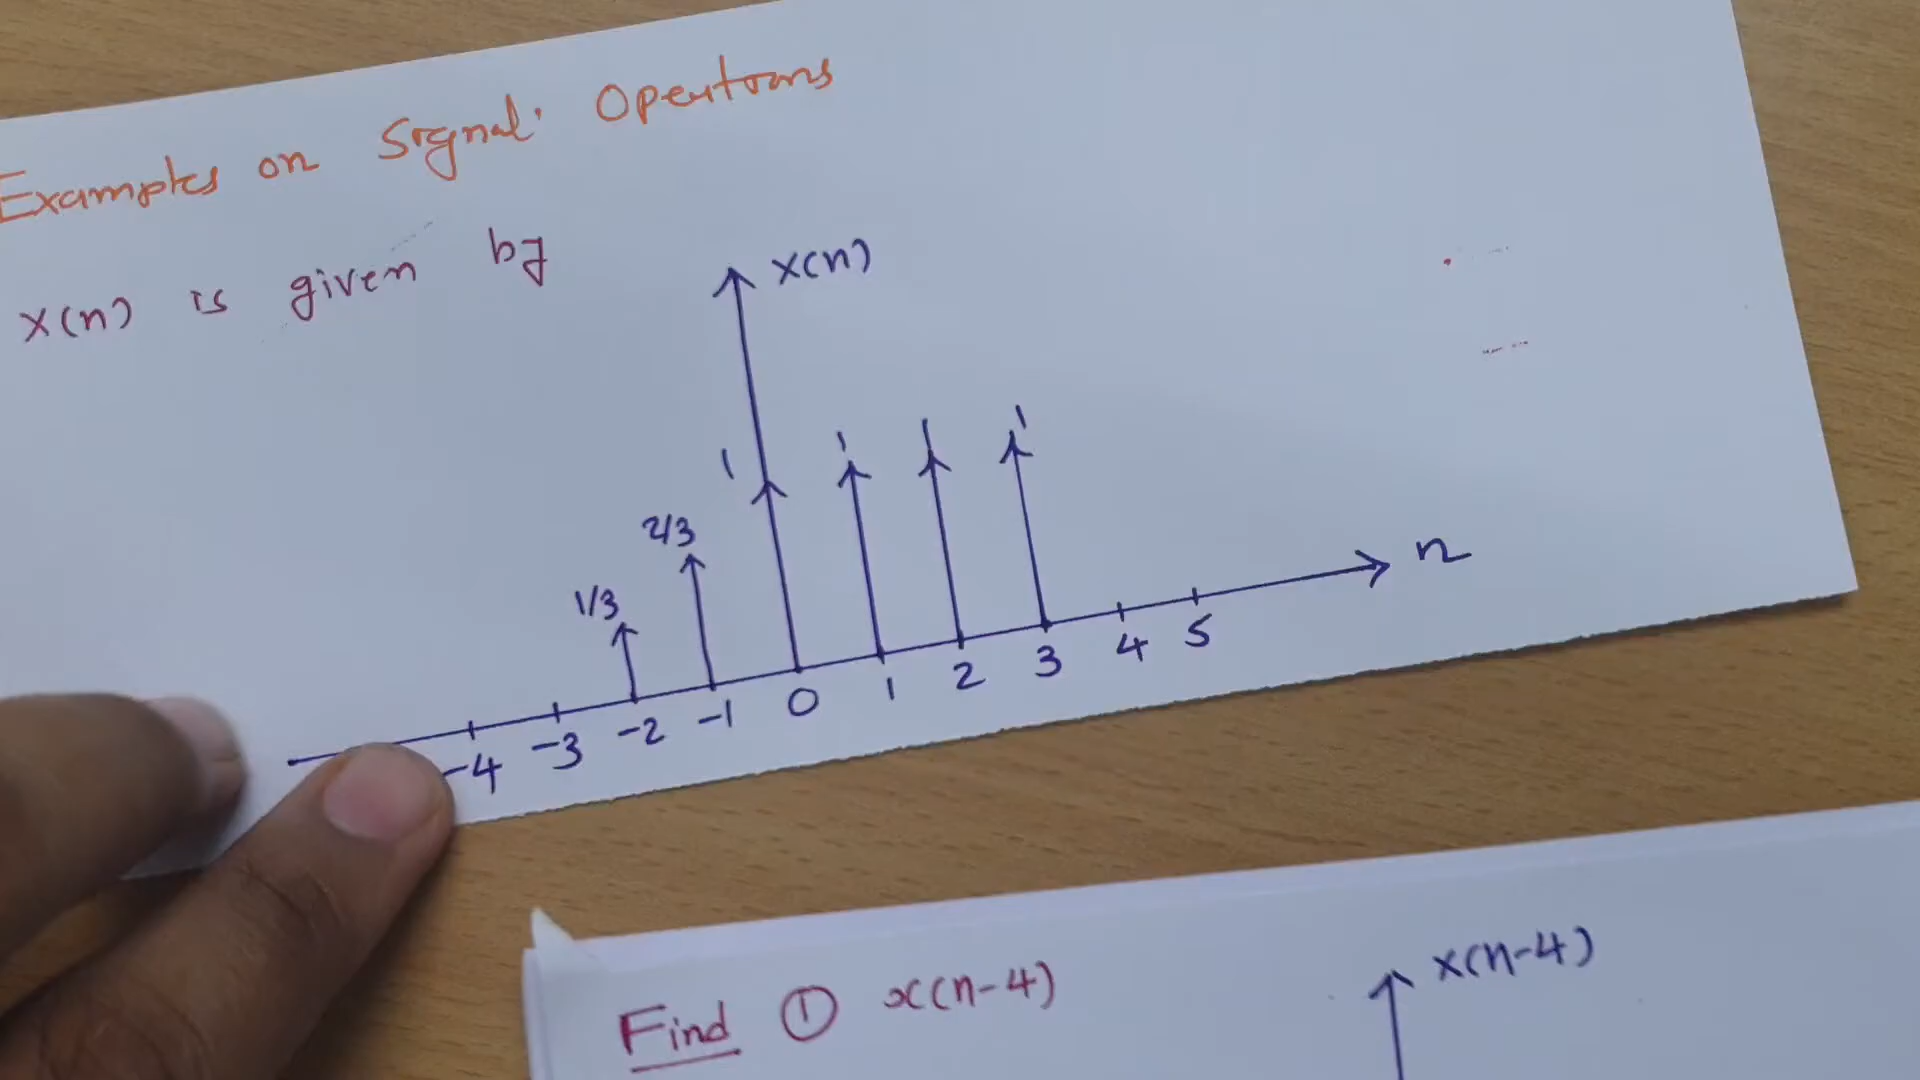 Examples on Signal Opertions
x(n) is given by
x(n)
1 1 1 1
2/3
1/3
n
-4 -3 -2 -1 0 1 2 3 4 5
Find ① x(n-4)
x(n-4)